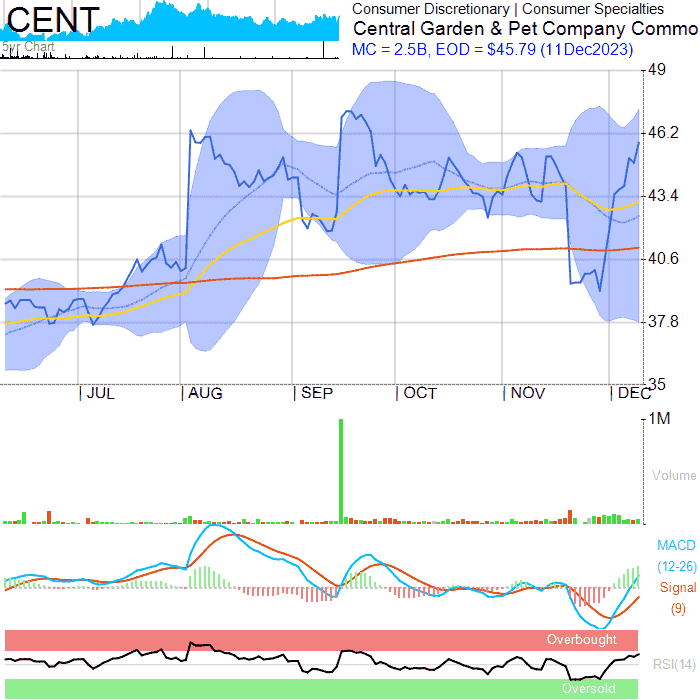 CENT
5yr Chart
Consumer Discretionary | Consumer Specialties
Central Garden & Pet Company Commo
MC = 2.5B, EOD = $45.79 (11Dec2023)
49
46.2
43.4
40.6
37.8
35
JUL AUG SEP OCT NOV DEC
1M
Volume
MACD
(12-26)
Signal
(9)
Overbought
RSI(14)
Oversold